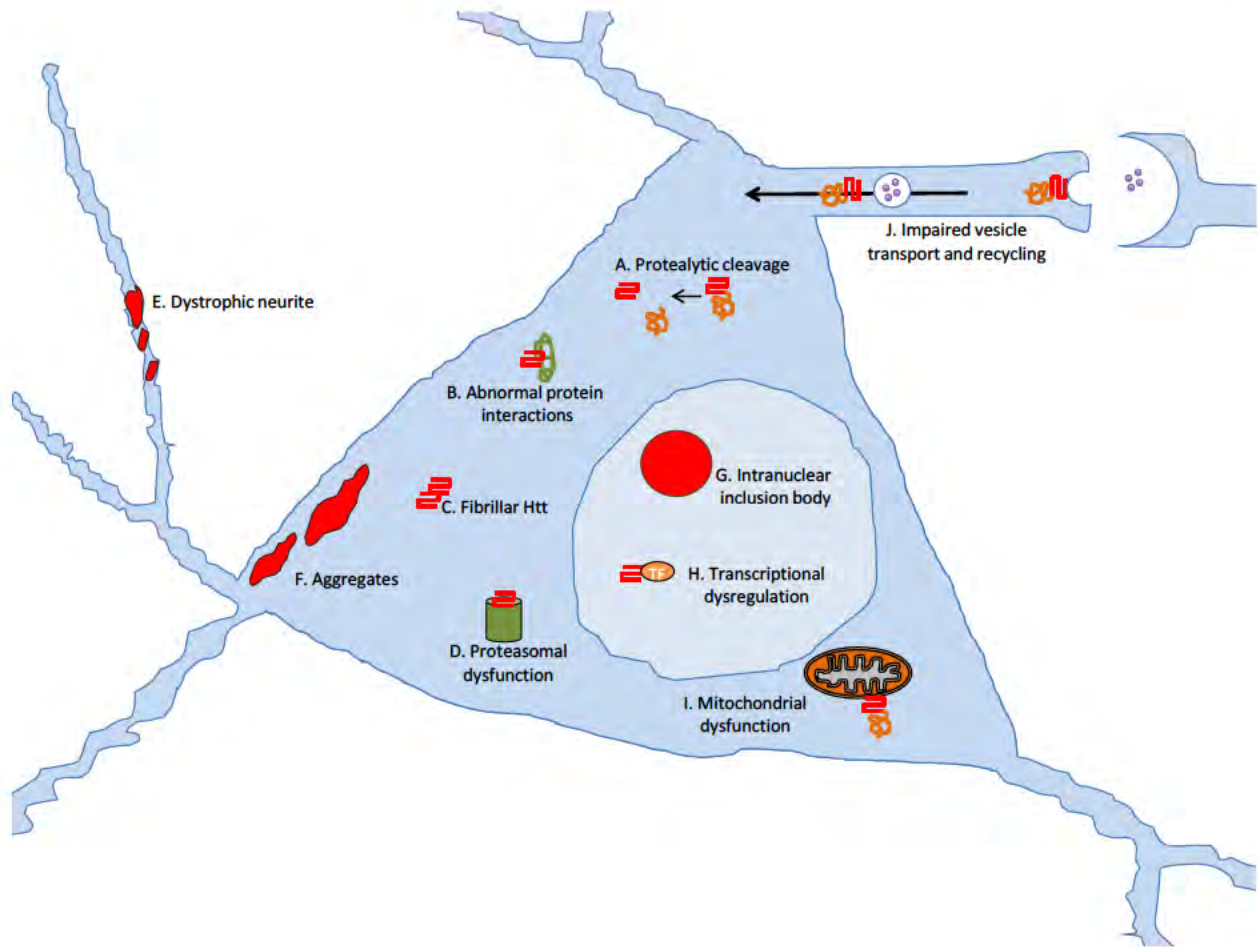 J. Impaired vesicle
transport and recycling
A. Protealytic cleavage
E. Dystrophic neurite
B. Abnormal protein
interactions
G. Intranuclear
inclusion body
C. Fibrillar Htt
F. Aggregates
TF
H. Transcriptional
dysregulation
D. Proteasomal
dysfunction
I. Mitochondrial
dysfunction